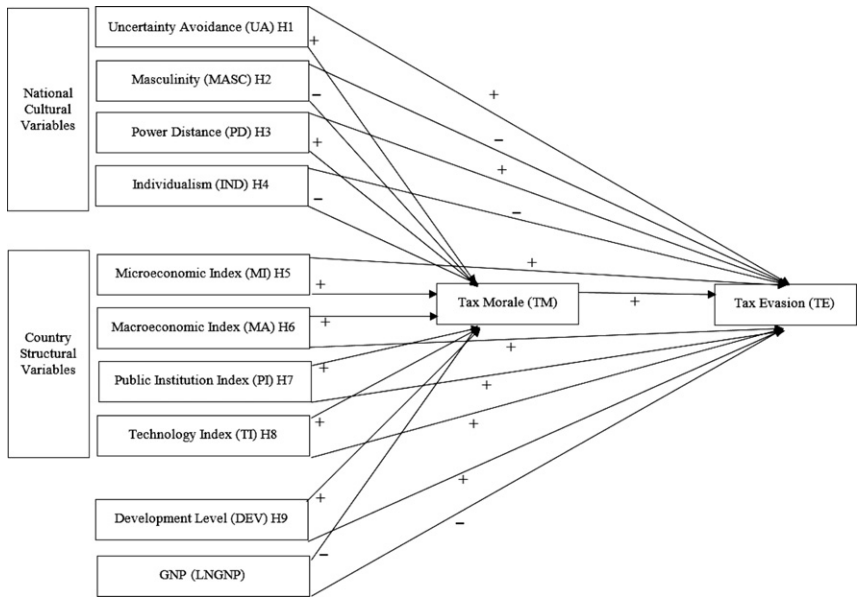 National
Cultural
Variables
Uncertainty Avoidance (UA) H1
Masculinity (MASC) H2
Power Distance (PD) H3
Individualism (IND) H4
+
–
+
–
+
–
+
–
Country
Structural
Variables
Microeconomic Index (MI) H5
Macroeconomic Index (MA) H6
Public Institution Index (PI) H7
Technology Index (TI) H8
+
+
+
+
+
+
+
+
Tax Morale (TM)
+
Tax Evasion (TE)
Development Level (DEV) H9
GNP (LNGNP)
+
–
+
–